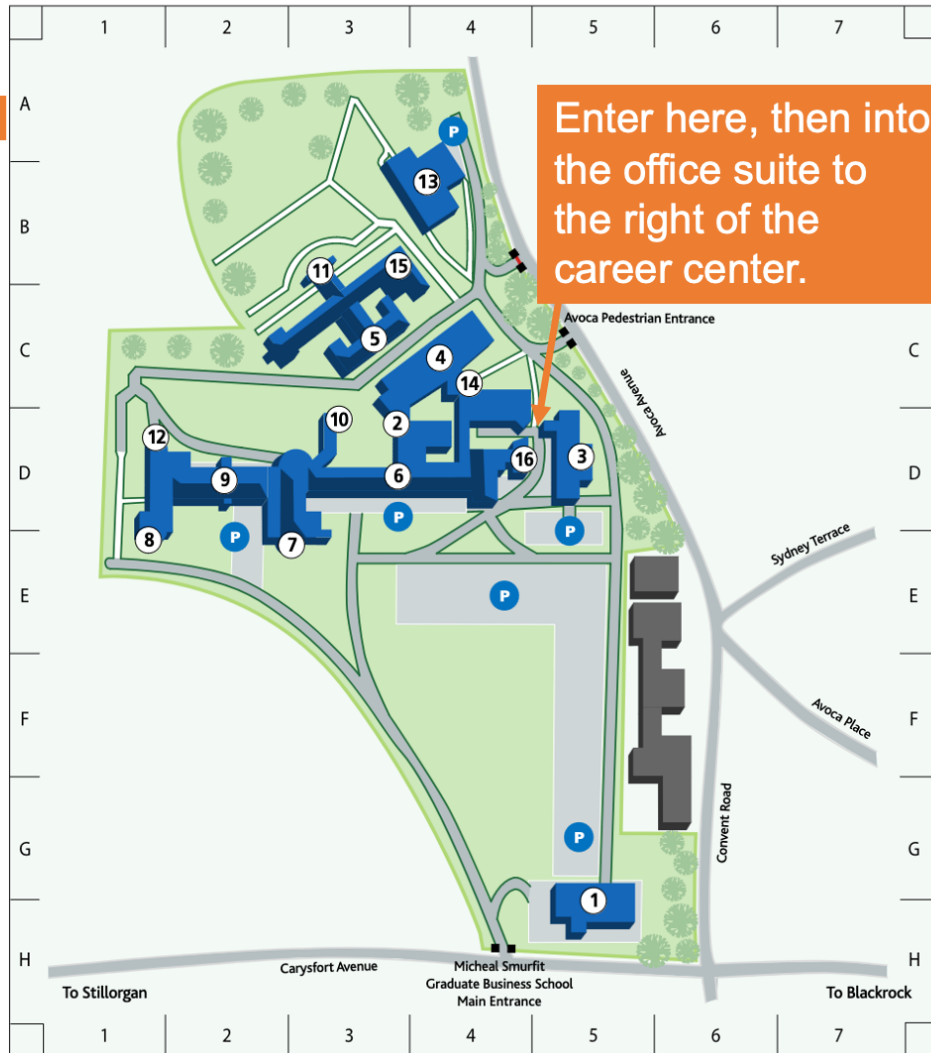 1 2 3 4 5 6 7
A
Enter here, then into
the office suite to
the right of the
career center.
P
13
B
11 15
Avoca Pedestrian Entrance
C C
5
4
14
Avoca Avenue
10 2
12
D D
16 3
9 6
P P P
8 7
Sydney Terrace
E E
P
F F
Avoca Place
Convent Road
P
G G
1
H H
Carysfort Avenue
Micheal Smurfit
Graduate Business School
Main Entrance
To Stillorgan
To Blackrock
1 2 3 4 5 6 7